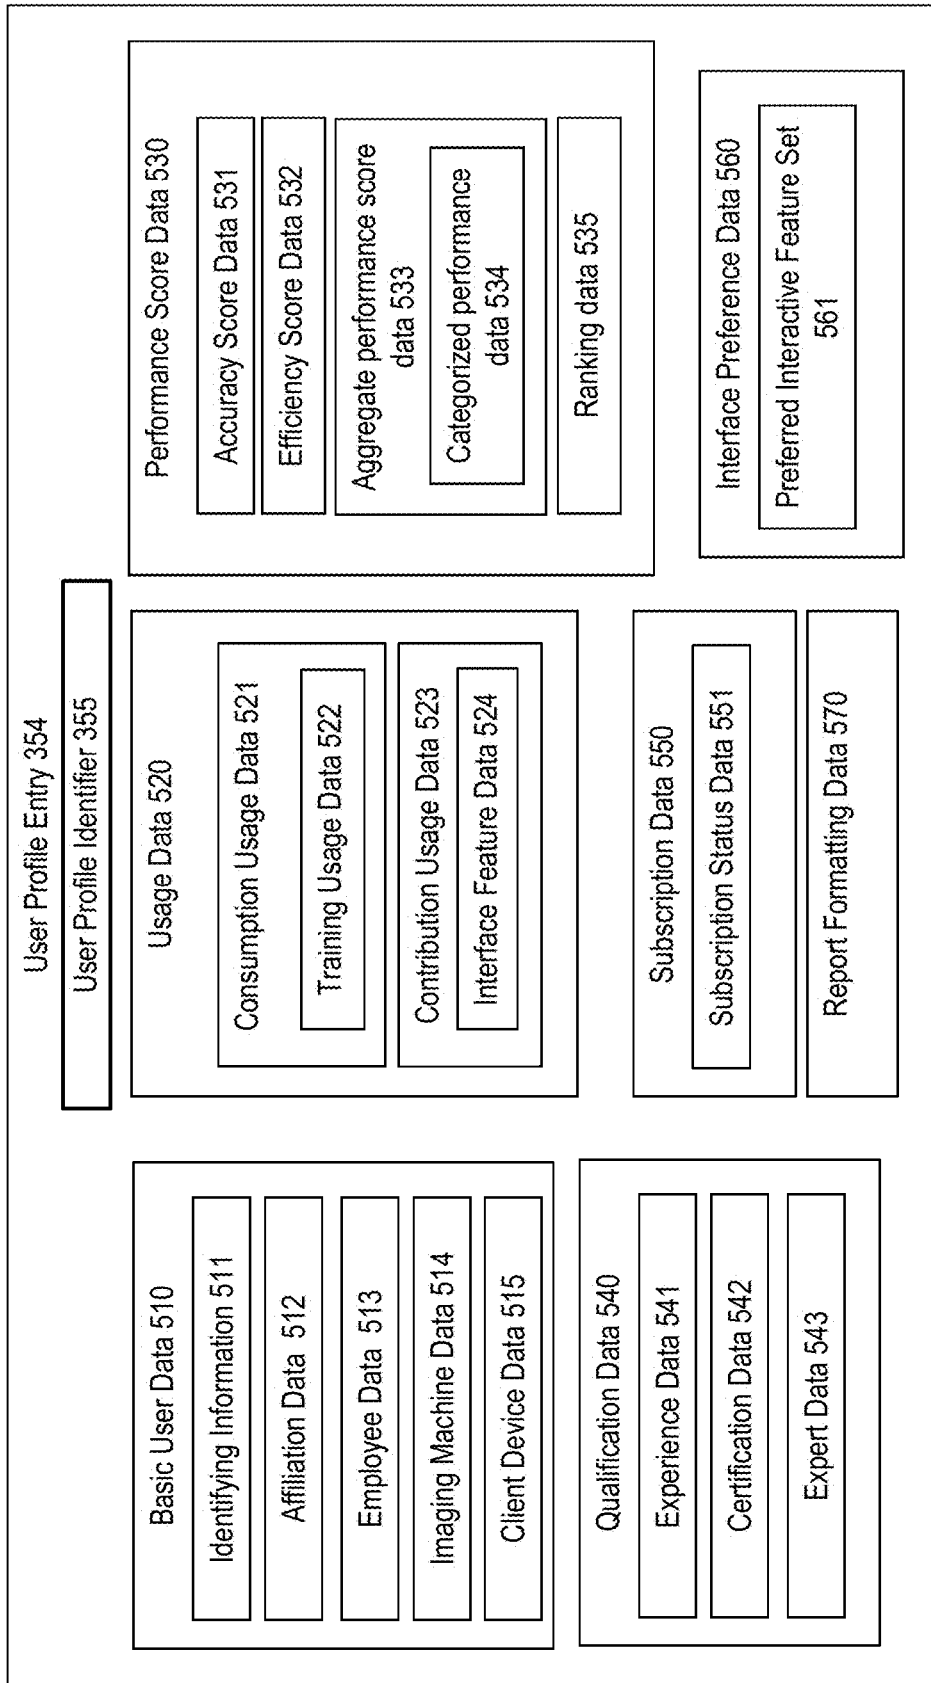 User Profile Entry 354
User Profile Identifier 355
Basic User Data 510
Identifying Information 511
Affiliation Data 512
Employee Data 513
Imaging Machine Data 514
Client Device Data 515
Qualification Data 540
Experience Data 541
Certification Data 542
Expert Data 543
Usage Data 520
Consumption Usage Data 521
Training Usage Data 522
Contribution Usage Data 523
Interface Feature Data 524
Subscription Data 550
Subscription Status Data 551
Report Formatting Data 570
Performance Score Data 530
Accuracy Score Data 531
Efficiency Score Data 532
Aggregate performance score
data 533
Categorized performance
data 534
Ranking data 535
Interface Preference Data 560
Preferred Interactive Feature Set
561